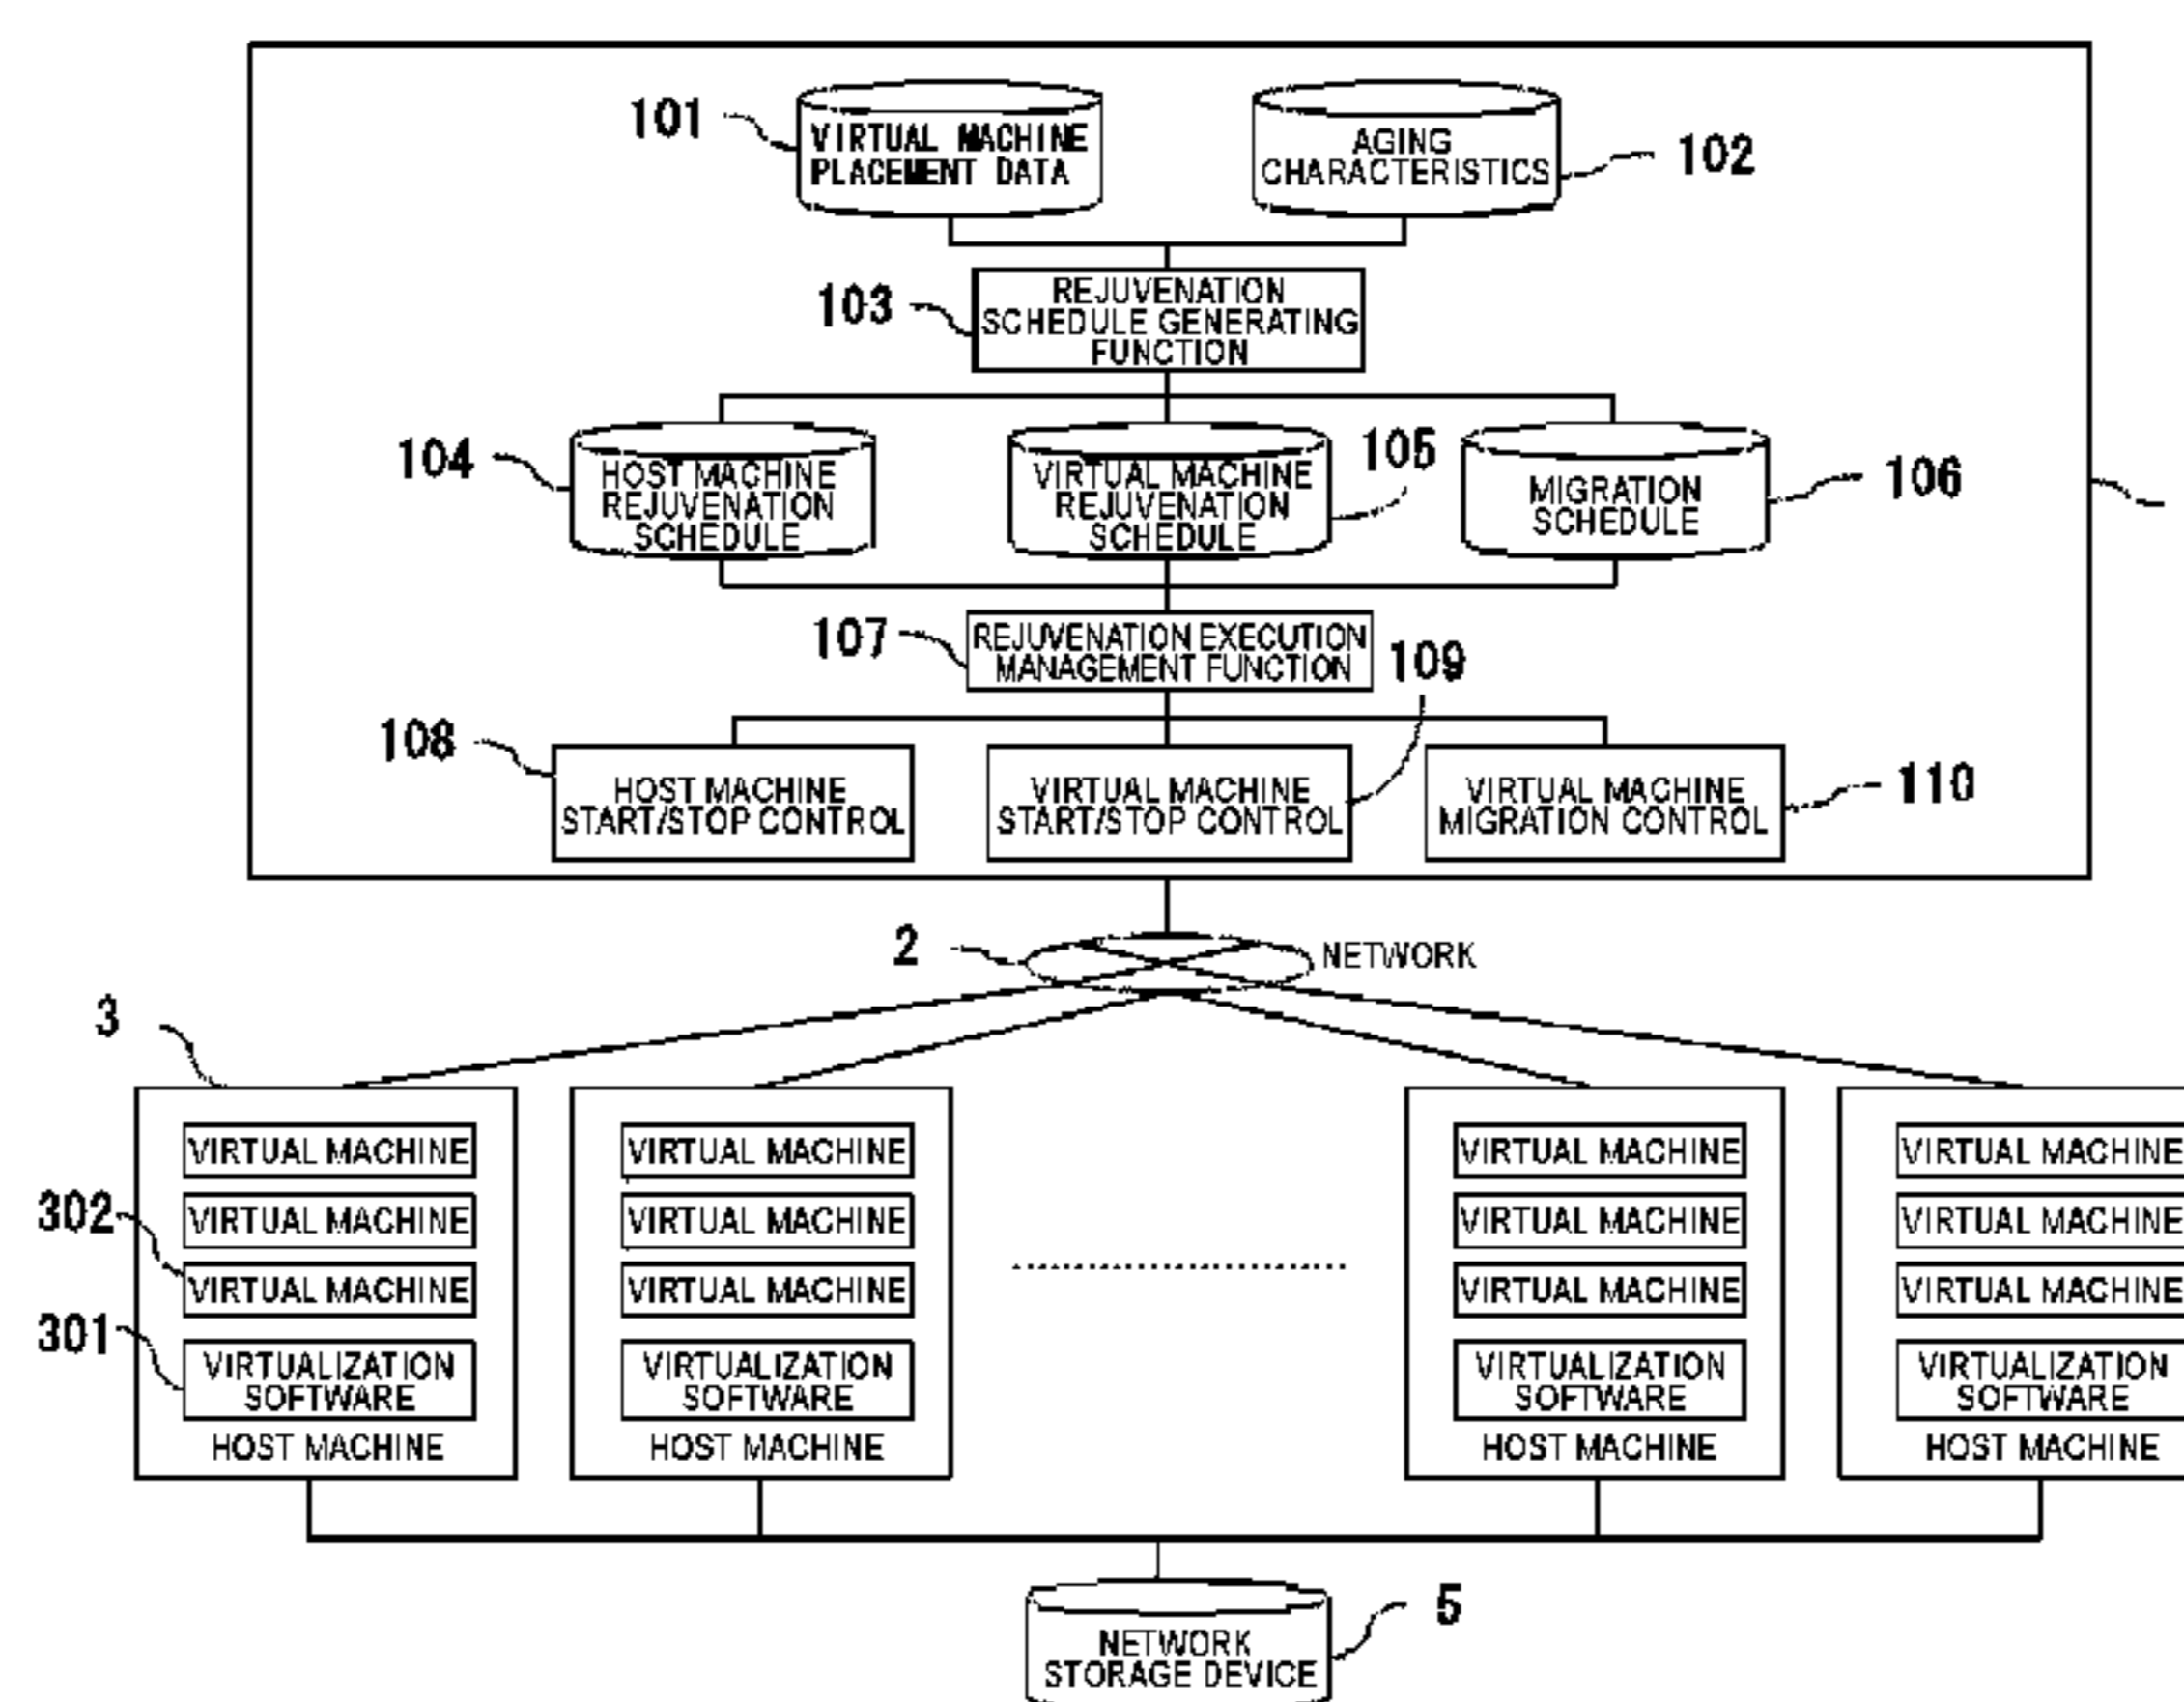 101
VIRTUAL MACHINE
PLACEMENT DATA
AGING
CHARACTERISTICS
102
103
REJUVENATION
SCHEDULE GENERATING
FUNCTION
104
HOST MACHINE
REJUVENATION
SCHEDULE
VIRTUAL MACHINE
REJUVENATION
SCHEDULE
105
MIGRATION
SCHEDULE
106
107
REJUVENATION EXECUTION
MANAGEMENT FUNCTION
109
108
HOST MACHINE
START/STOP CONTROL
VIRTUAL MACHINE
START/STOP CONTROL
VIRTUAL MACHINE
MIGRATION CONTROL
110
2
NETWORK
3
VIRTUAL MACHINE
VIRTUAL MACHINE
VIRTUAL MACHINE
VIRTUALIZATION
SOFTWARE
HOST MACHINE
302
301
VIRTUAL MACHINE
VIRTUAL MACHINE
VIRTUAL MACHINE
VIRTUALIZATION
SOFTWARE
HOST MACHINE
VIRTUAL MACHINE
VIRTUAL MACHINE
VIRTUAL MACHINE
VIRTUALIZATION
SOFTWARE
HOST MACHINE
VIRTUAL MACHINE
VIRTUAL MACHINE
VIRTUAL MACHINE
VIRTUALIZATION
SOFTWARE
HOST MACHINE
5
NETWORK
STORAGE DEVICE